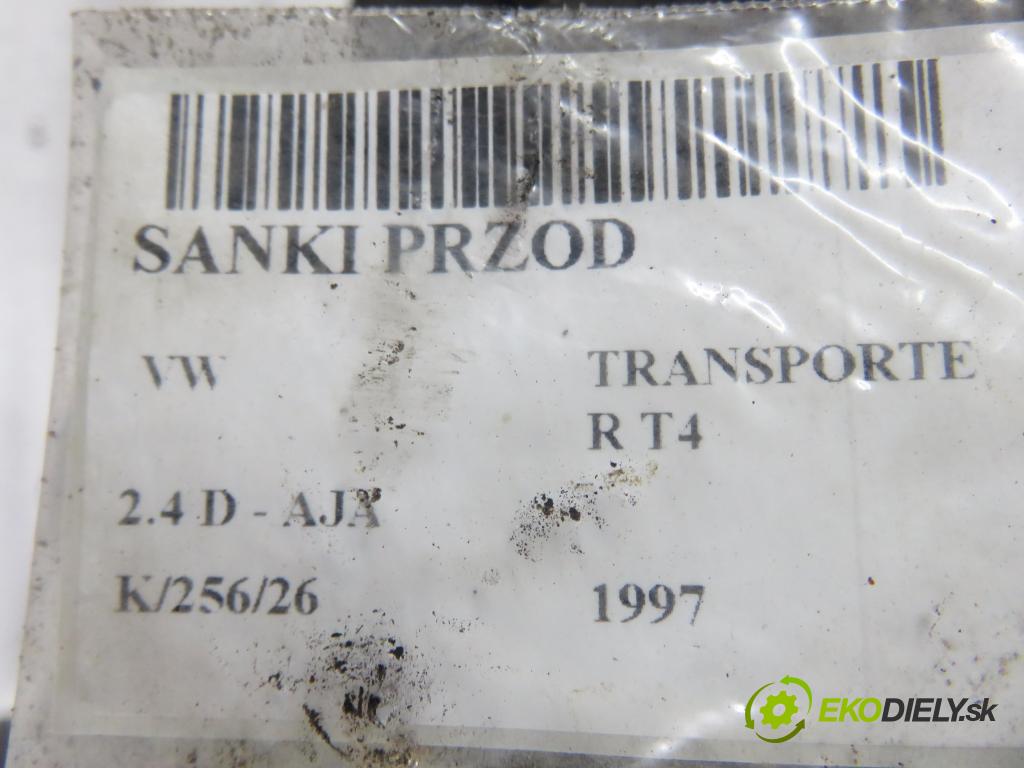 SANKI PRZOD
VW TRANSPORTE
R T4
2.4 D - AJA
K/256/26 1997
EKODIELY.sk